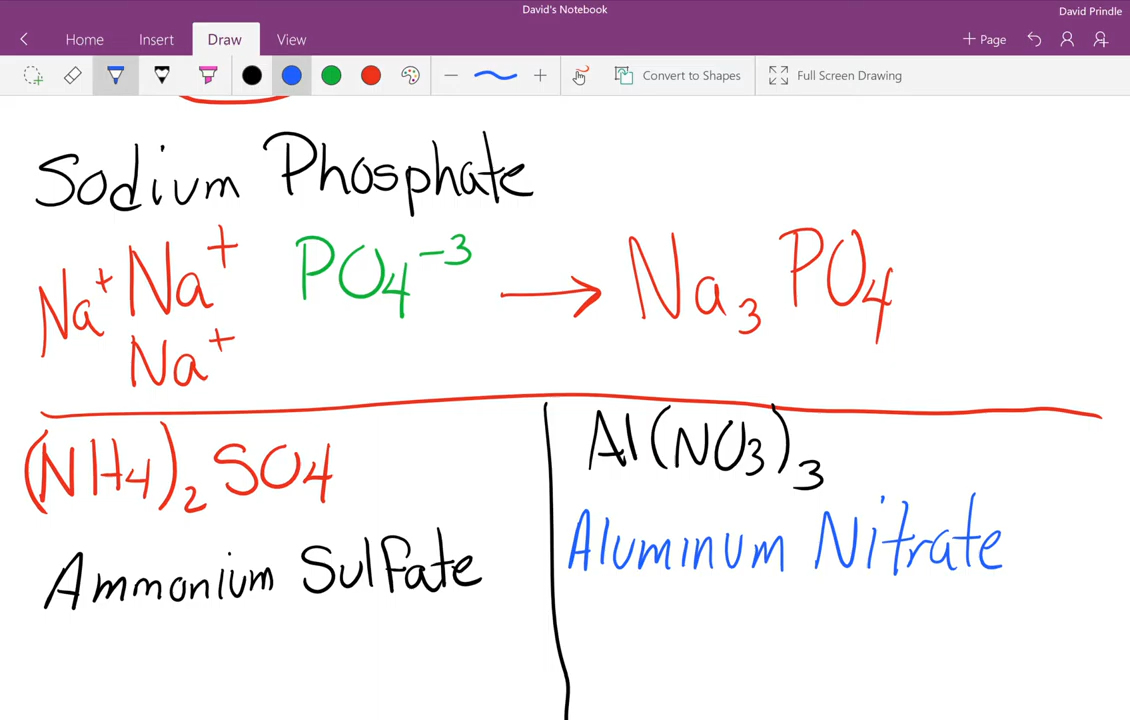 David's Notebook
David Prindle
Home Insert Draw View + Page
Convert to Shapes Full Screen Drawing
Sodium Phosphate
Na⁺ Na⁺ PO₄⁻³ → Na₃PO₄
Na⁺
(NH₄)₂SO₄
Ammonium Sulfate
Al(NO₃)₃
Aluminum Nitrate